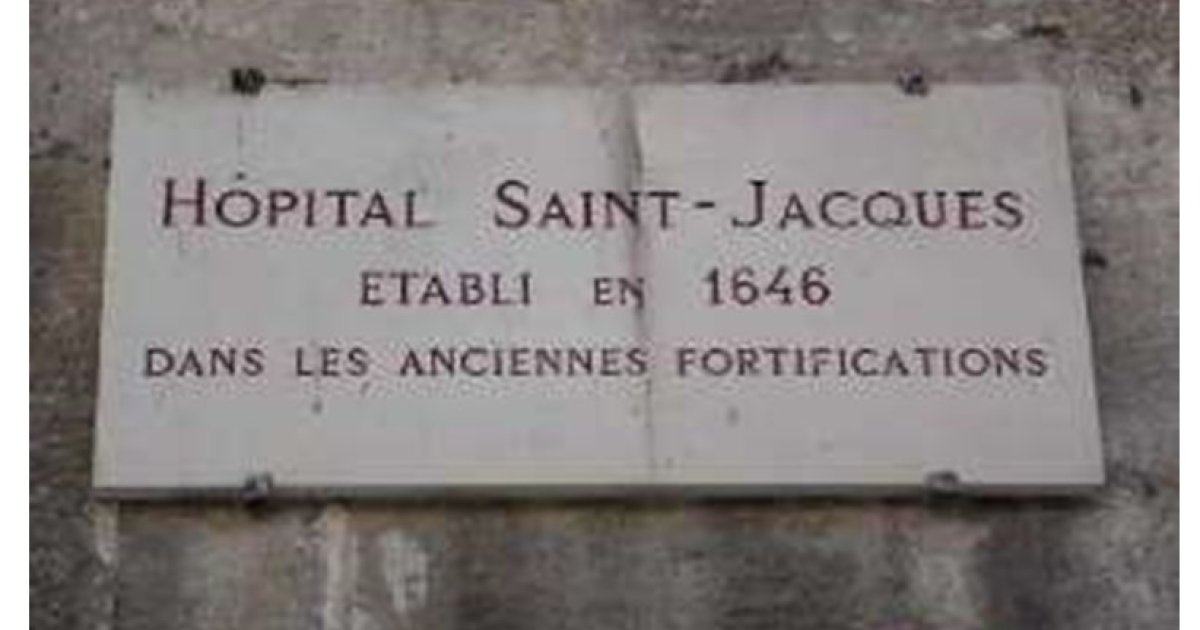 HÔPITAL SAINT-JACQUES
ETABLI EN 1646
DANS LES ANCIENNES FORTIFICATIONS